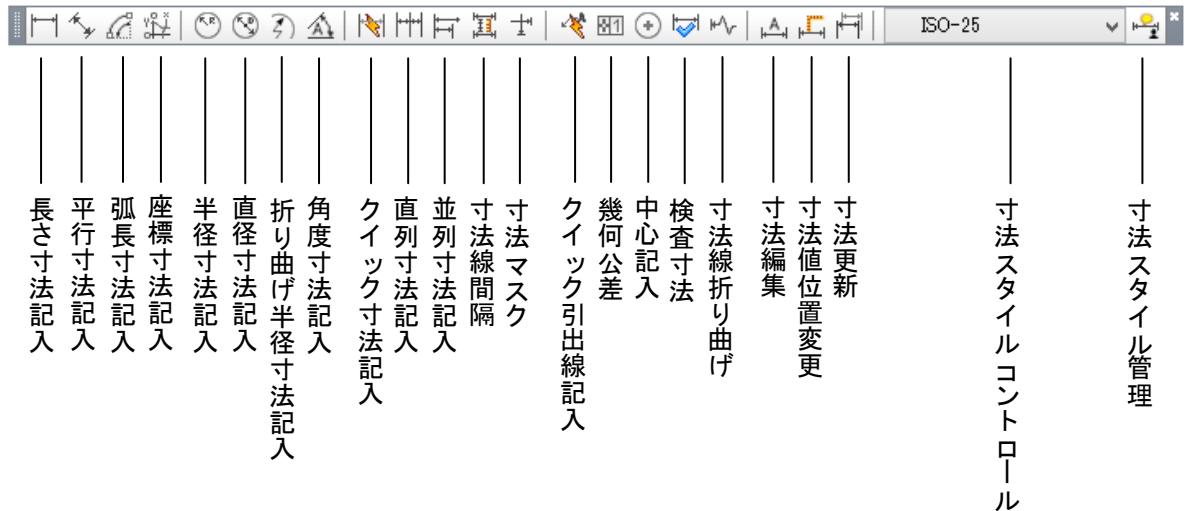 ISO-25
長さ寸法記入
平行寸法記入
弧長寸法記入
座標寸法記入
半径寸法記入
直径寸法記入
折り曲げ半径寸法記入
角度寸法記入
クイック寸法記入
直列寸法記入
並列寸法記入
寸法線間隔
寸法マスク
クイック引出線記入
幾何公差
中心記入
検査寸法
寸法線折り曲げ
寸法編集
寸法値位置変更
寸法更新
寸法スタイルコントロール
寸法スタイル管理